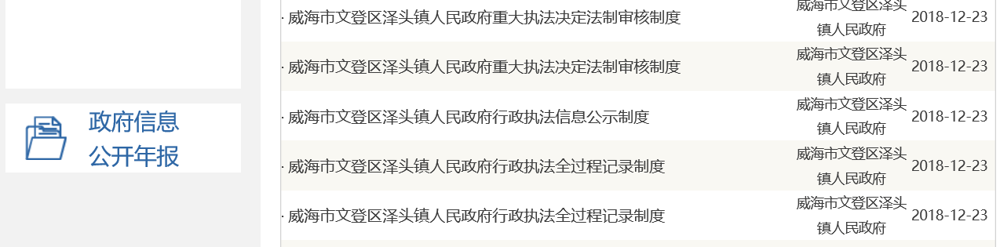 · 威海市文登区泽头镇人民政府重大执法决定法制审核制度
威海市文登区泽头
镇人民政府
2018-12-23
· 威海市文登区泽头镇人民政府重大执法决定法制审核制度
威海市文登区泽头
镇人民政府
2018-12-23
· 威海市文登区泽头镇人民政府行政执法信息公示制度
威海市文登区泽头
镇人民政府
2018-12-23
· 威海市文登区泽头镇人民政府行政执法全过程记录制度
威海市文登区泽头
镇人民政府
2018-12-23
· 威海市文登区泽头镇人民政府行政执法全过程记录制度
威海市文登区泽头
镇人民政府
2018-12-23
政府信息
公开年报